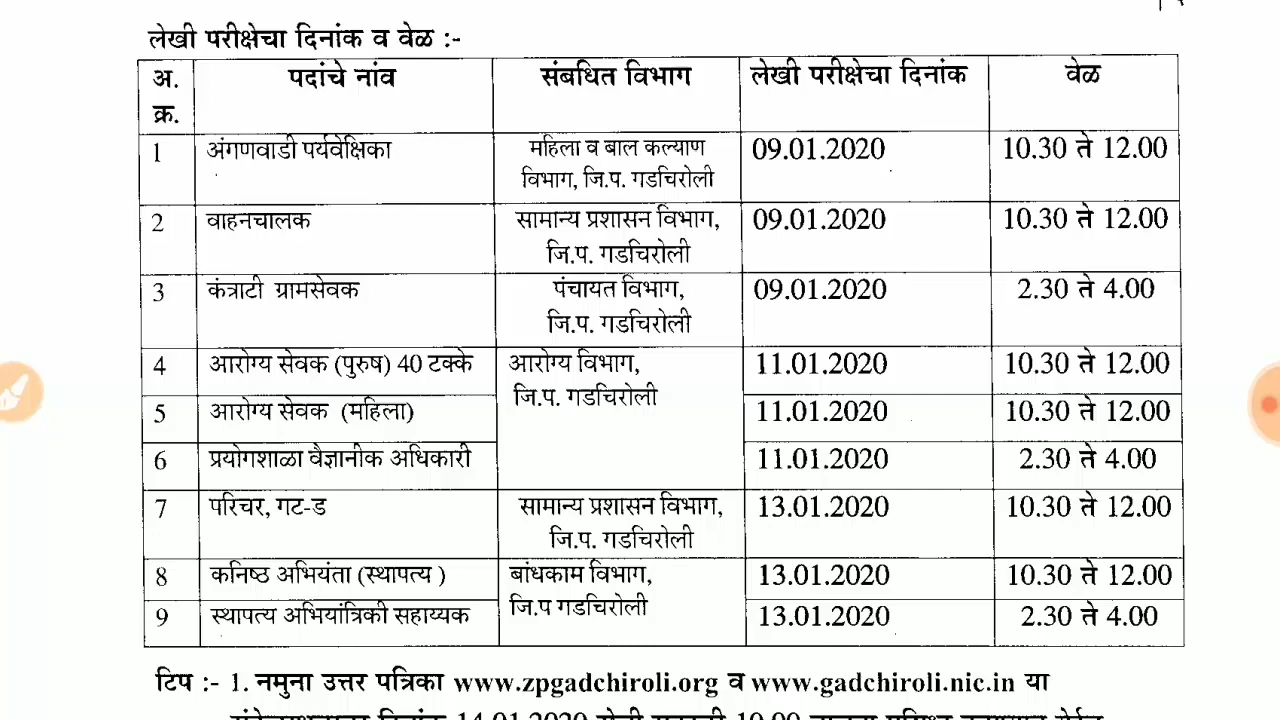 लेखी परीक्षेचा दिनांक व वेळ :-
अ. क्र. पदांचे नांव संबधित विभाग लेखी परीक्षेचा दिनांक वेळ
1 अंगणवाडी पर्यवेक्षिका महिला व बाल कल्याण विभाग, जि.प. गडचिरोली 09.01.2020 10.30 ते 12.00
2 वाहनचालक सामान्य प्रशासन विभाग, जि.प. गडचिरोली 09.01.2020 10.30 ते 12.00
3 कंत्राटी ग्रामसेवक पंचायत विभाग, जि.प. गडचिरोली 09.01.2020 2.30 ते 4.00
4 आरोग्य सेवक (पुरुष) 40 टक्के आरोग्य विभाग, जि.प. गडचिरोली 11.01.2020 10.30 ते 12.00
5 आरोग्य सेवक (महिला) 11.01.2020 10.30 ते 12.00
6 प्रयोगशाळा वैज्ञानीक अधिकारी 11.01.2020 2.30 ते 4.00
7 परिचर, गट-ड सामान्य प्रशासन विभाग, जि.प. गडचिरोली 13.01.2020 10.30 ते 12.00
8 कनिष्ठ अभियंता (स्थापत्य ) बांधकाम विभाग, जि.प गडचिरोली 13.01.2020 10.30 ते 12.00
9 स्थापत्य अभियांत्रिकी सहाय्यक 13.01.2020 2.30 ते 4.00
टिप :- 1. नमुना उत्तर पत्रिका www.zpgadchiroli.org व www.gadchiroli.nic.in या